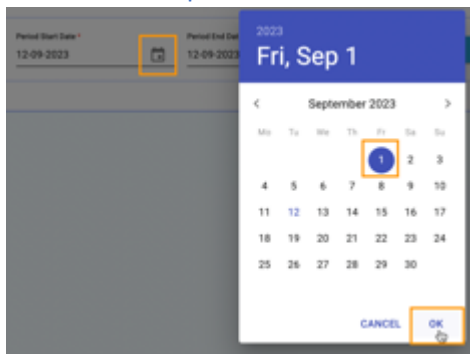 Period Start Date *
12-09-2023
Period End Dat
12-09-2023
2023
Fri, Sep 1
September 2023
Mo Tu We Th Fr Sa Su
1 2 3
4 5 6 7 8 9 10
11 12 13 14 15 16 17
18 19 20 21 22 23 24
25 26 27 28 29 30
CANCEL OK